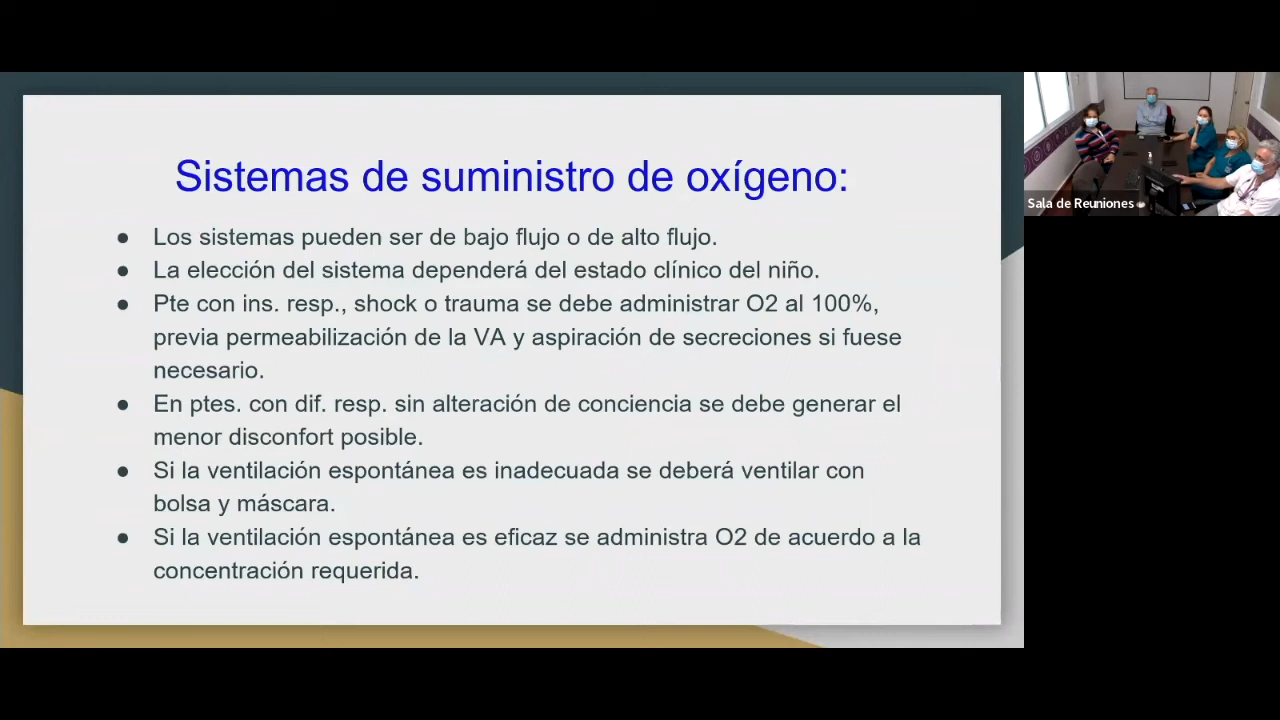 Sistemas de suministro de oxígeno:
● Los sistemas pueden ser de bajo flujo o de alto flujo.
● La elección del sistema dependerá del estado clínico del niño.
● Pte con ins. resp., shock o trauma se debe administrar O2 al 100%,
previa permeabilización de la VA y aspiración de secreciones si fuese
necesario.
● En ptes. con dif. resp. sin alteración de conciencia se debe generar el
menor disconfort posible.
● Si la ventilación espontánea es inadecuada se deberá ventilar con
bolsa y máscara.
● Si la ventilación espontánea es eficaz se administra O2 de acuerdo a la
concentración requerida.
Sala de Reuniones